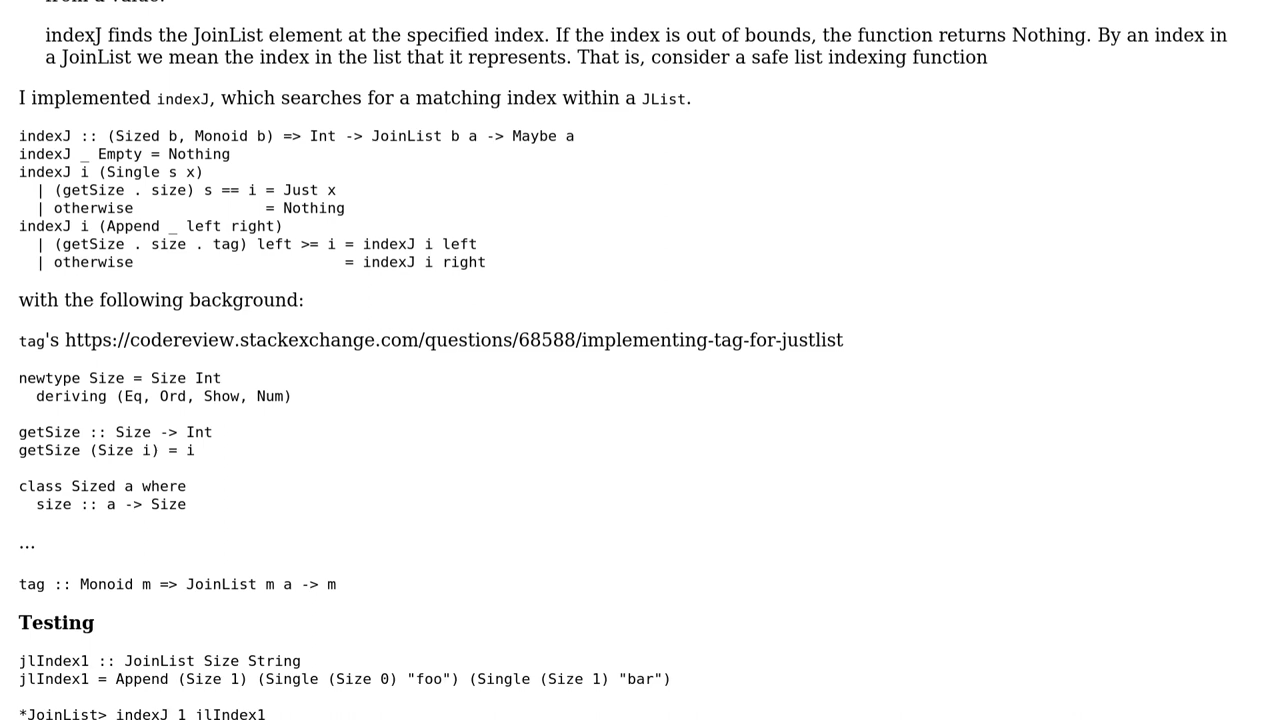 indexJ finds the JoinList element at the specified index. If the index is out of bounds, the function returns Nothing. By an index in
a JoinList we mean the index in the list that it represents. That is, consider a safe list indexing function
I implemented indexJ, which searches for a matching index within a JList.
indexJ :: (Sized b, Monoid b) => Int -> JoinList b a -> Maybe a
indexJ _ Empty = Nothing
indexJ i (Single s x)
  | (getSize . size) s == i = Just x
  | otherwise               = Nothing
indexJ i (Append _ left right)
  | (getSize . size . tag) left >= i = indexJ i left
  | otherwise                        = indexJ i right
with the following background:
tag's https://codereview.stackexchange.com/questions/68588/implementing-tag-for-justlist
newtype Size = Size Int
  deriving (Eq, Ord, Show, Num)
getSize :: Size -> Int
getSize (Size i) = i
class Sized a where
  size :: a -> Size
...
tag :: Monoid m => JoinList m a -> m
Testing
jlIndex1 :: JoinList Size String
jlIndex1 = Append (Size 1) (Single (Size 0) "foo") (Single (Size 1) "bar")
*JoinList> indexJ 1 jlIndex1